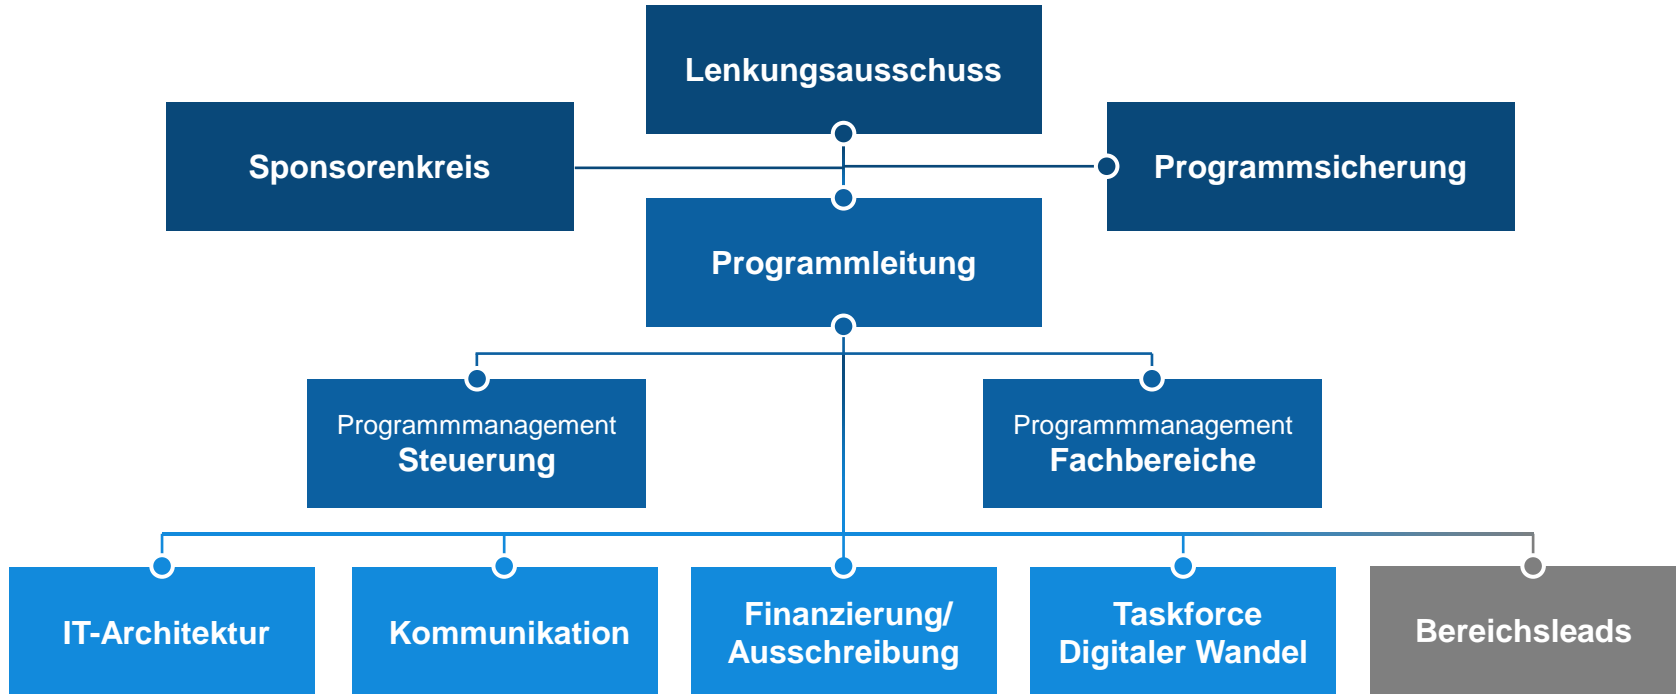 Lenkungsausschuss
Sponsorenkreis
Programmsicherung
Programmleitung
Programmmanagement
Steuerung
Programmmanagement
Fachbereiche
IT-Architektur
Kommunikation
Finanzierung/
Ausschreibung
Taskforce
Digitaler Wandel
Bereichsleads